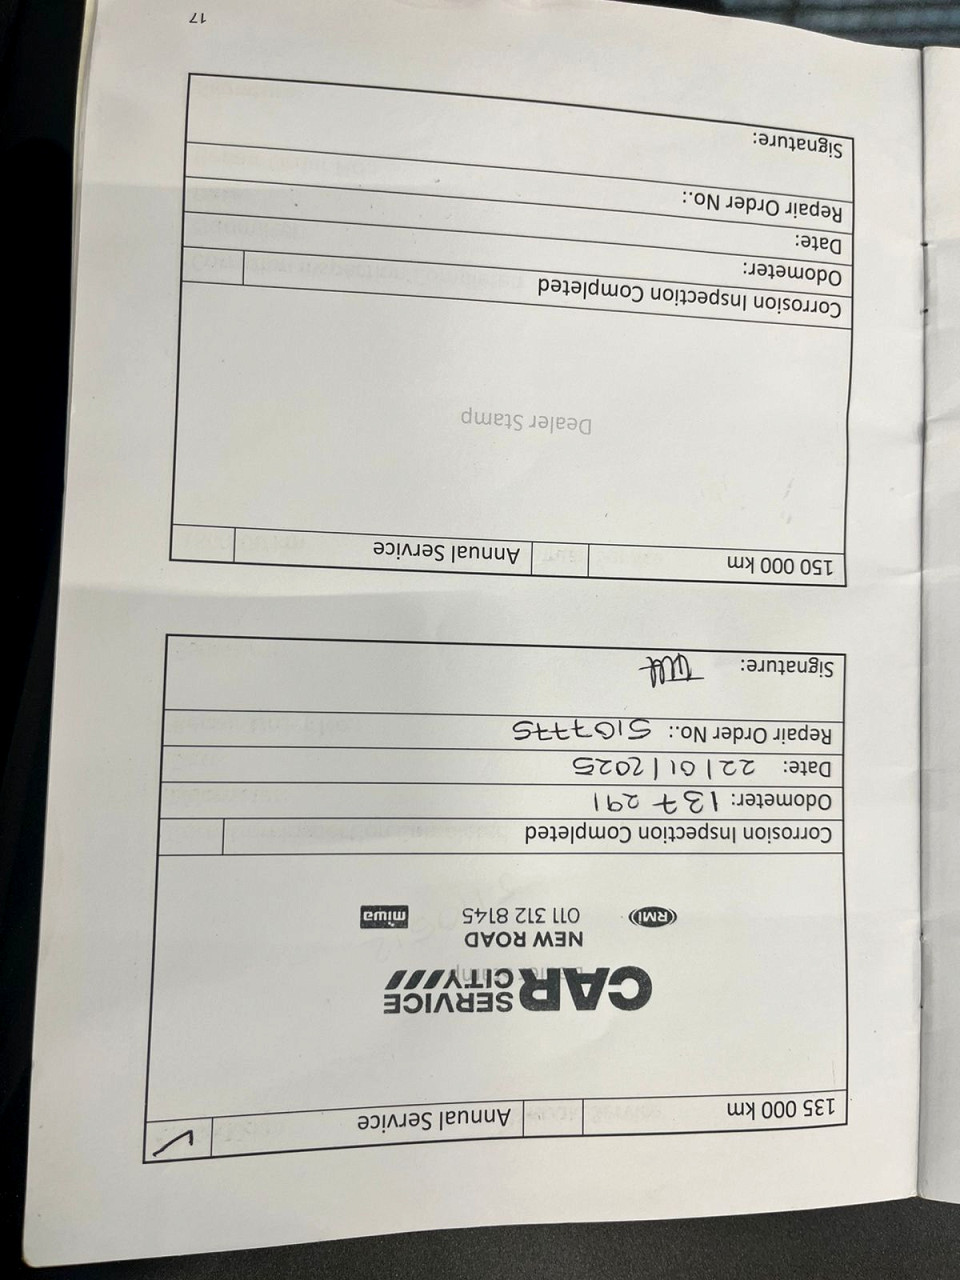 135 000 km Annual Service ✓
CAR SERVICE CITY
NEW ROAD
RMI 011 312 8145 miwa
Corrosion Inspection Completed
Odometer: 137 291
Date: 22/01/2025
Repair Order No.: SIG7775
Signature:
150 000 km Annual Service
Dealer Stamp
Corrosion Inspection Completed
Odometer:
Date:
Repair Order No.:
Signature:
17